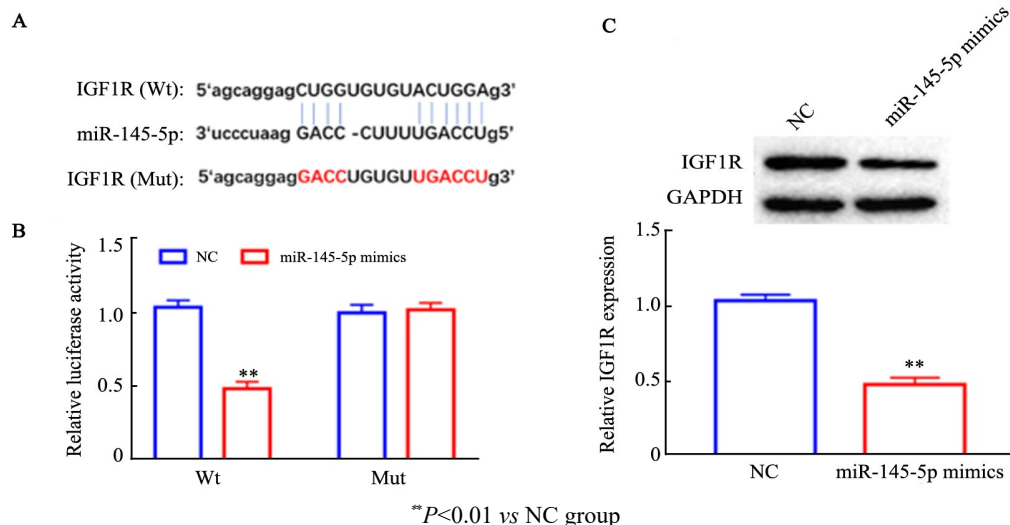 A
IGF1R (Wt): 5‘agcaggagCUGGUGUGUACUGGAg3’
miR-145-5p: 3‘ucccuaag GACC -CUUUUGACCUg5’
IGF1R (Mut): 5‘agcaggagGACCUGUGUUGACCUg3’
B
Relative luciferase activity
1.5
1.0
0.5
0
NC
miR-145-5p mimics
**
Wt
Mut
C
NC
miR-145-5p mimics
IGF1R
GAPDH
Relative IGF1R expression
1.5
1.0
0.5
0
**
NC
miR-145-5p mimics
**P<0.01 vs NC group